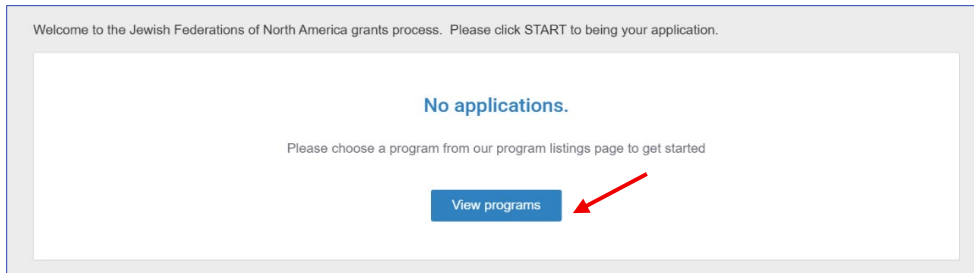 Welcome to the Jewish Federations of North America grants process. Please click START to being your application.
No applications.
Please choose a program from our program listings page to get started
View programs